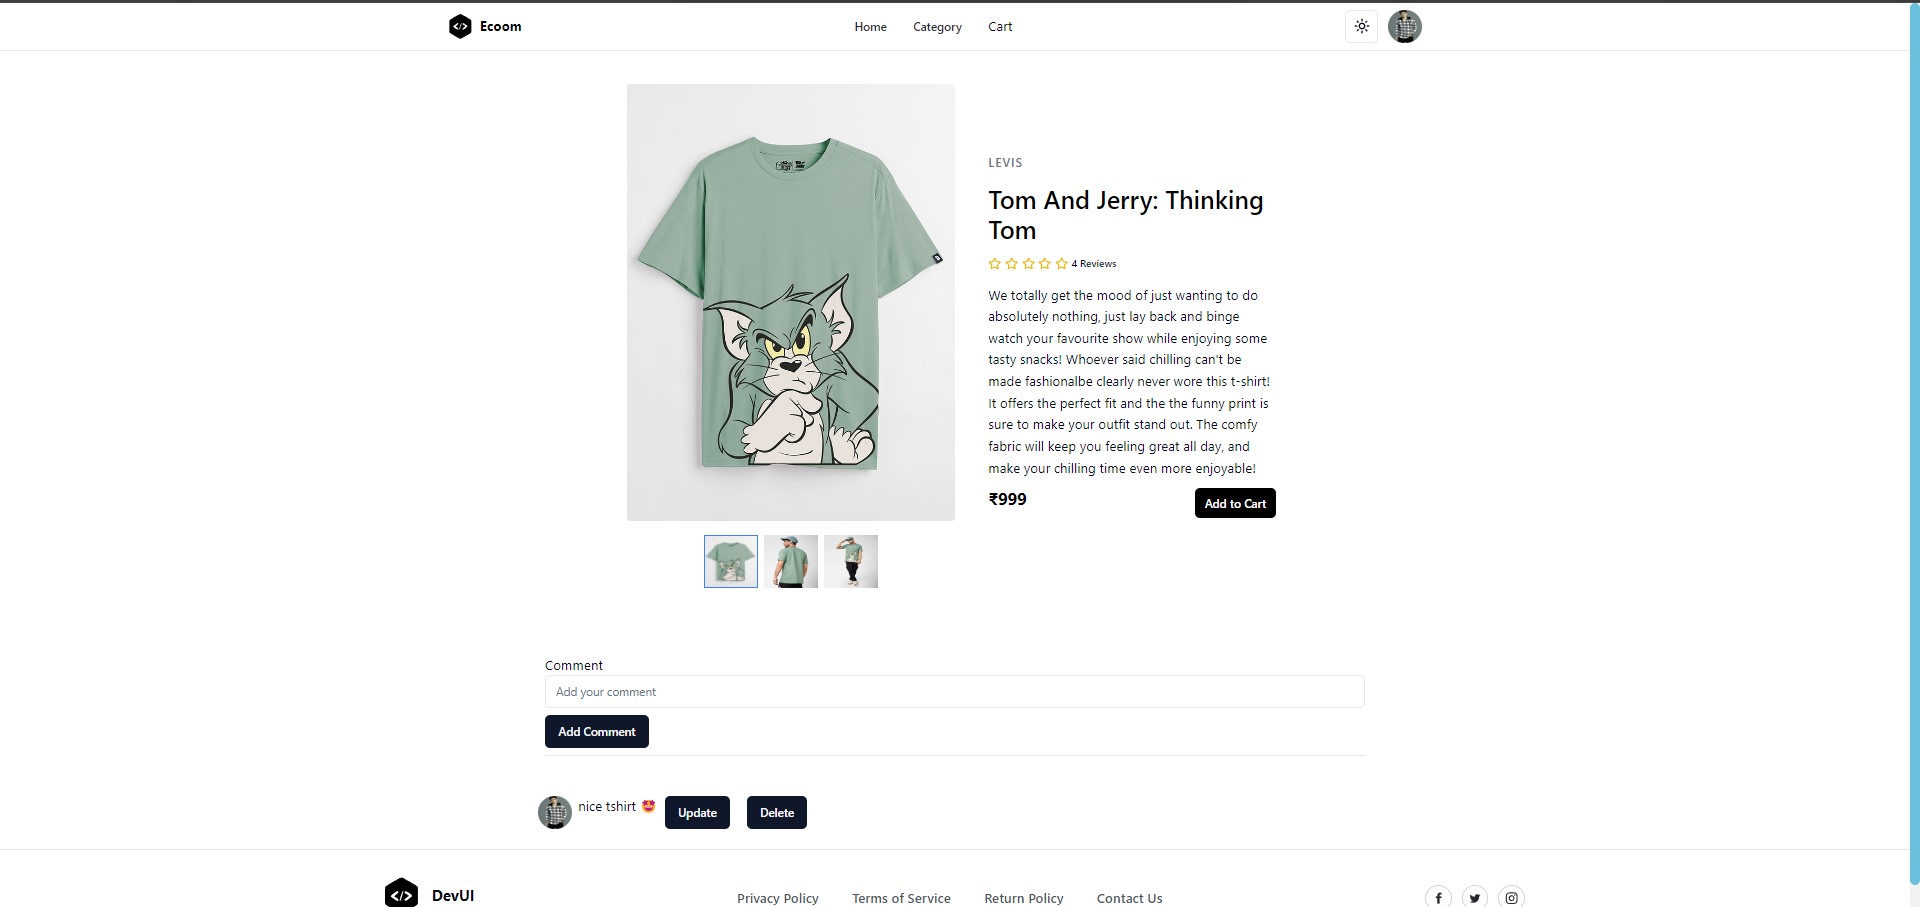 Ecoom
Home
Category
Cart
LEVIS
Tom And Jerry: Thinking
Tom
4 Reviews
We totally get the mood of just wanting to do
absolutely nothing, just lay back and binge
watch your favourite show while enjoying some
tasty snacks! Whoever said chilling can't be
made fashionalbe clearly never wore this t-shirt!
It offers the perfect fit and the the funny print is
sure to make your outfit stand out. The comfy
fabric will keep you feeling great all day, and
make your chilling time even more enjoyable!
₹999
Add to Cart
Comment
Add your comment
Add Comment
nice tshirt 🤩
Update
Delete
DevUI
Privacy Policy
Terms of Service
Return Policy
Contact Us